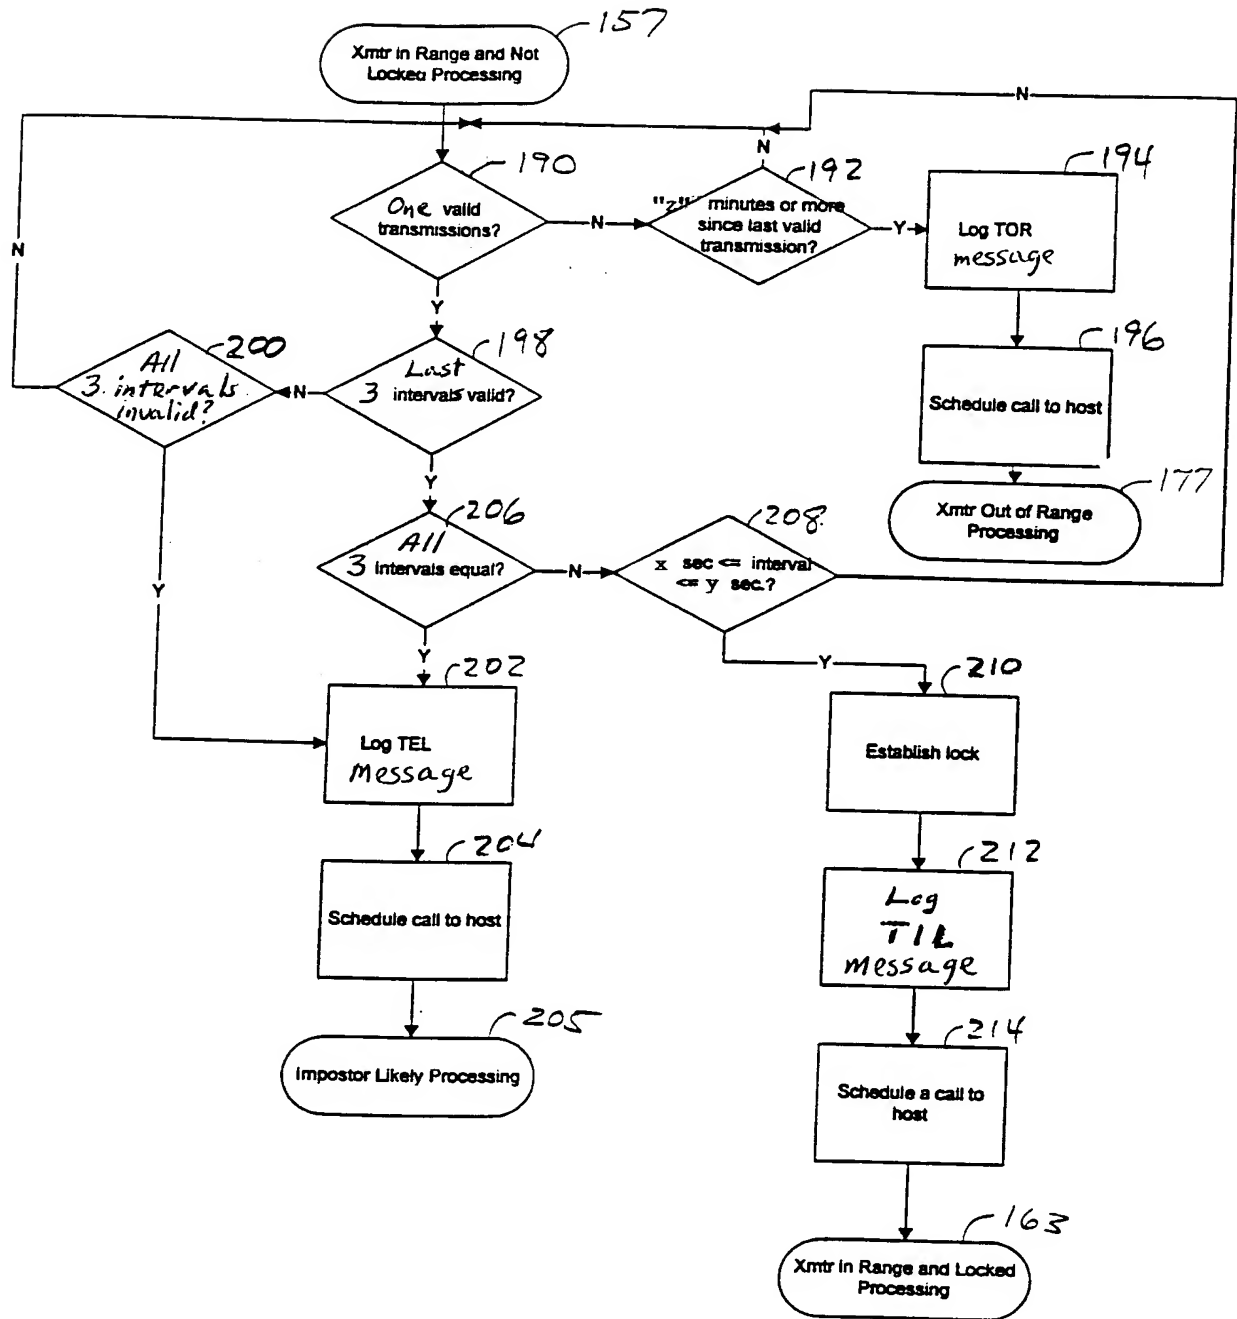 157
Xmtr in Range and Not
Locked Processing
N
N
190
One valid
transmissions?
N
192
"z" minutes or more
since last valid
transmission?
Y
194
Log TOR
message
N
Y
200
All
3 intervals
invalid?
N
198
Last
3 intervals valid?
196
Schedule call to host
177
Xmtr Out of Range
Processing
Y
206
All
3 Intervals equal?
N
208
x sec <= interval
<= y sec.?
Y
Y
Y
202
Log TEL
Message
210
Establish lock
204
Schedule call to host
212
Log
TIL
message
205
Impostor Likely Processing
214
Schedule a call to
host
163
Xmtr in Range and Locked
Processing